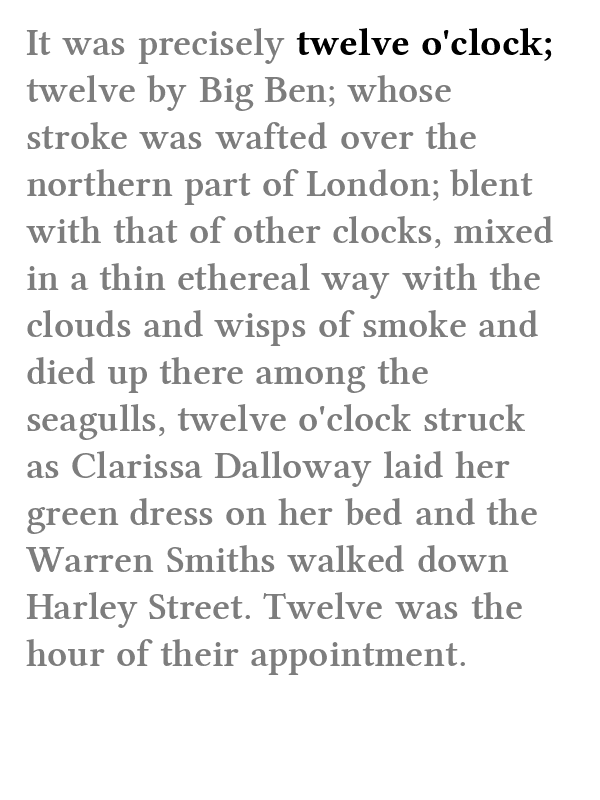 It was precisely twelve o'clock;
twelve by Big Ben; whose
stroke was wafted over the
northern part of London; blent
with that of other clocks, mixed
in a thin ethereal way with the
clouds and wisps of smoke and
died up there among the
seagulls, twelve o'clock struck
as Clarissa Dalloway laid her
green dress on her bed and the
Warren Smiths walked down
Harley Street. Twelve was the
hour of their appointment.